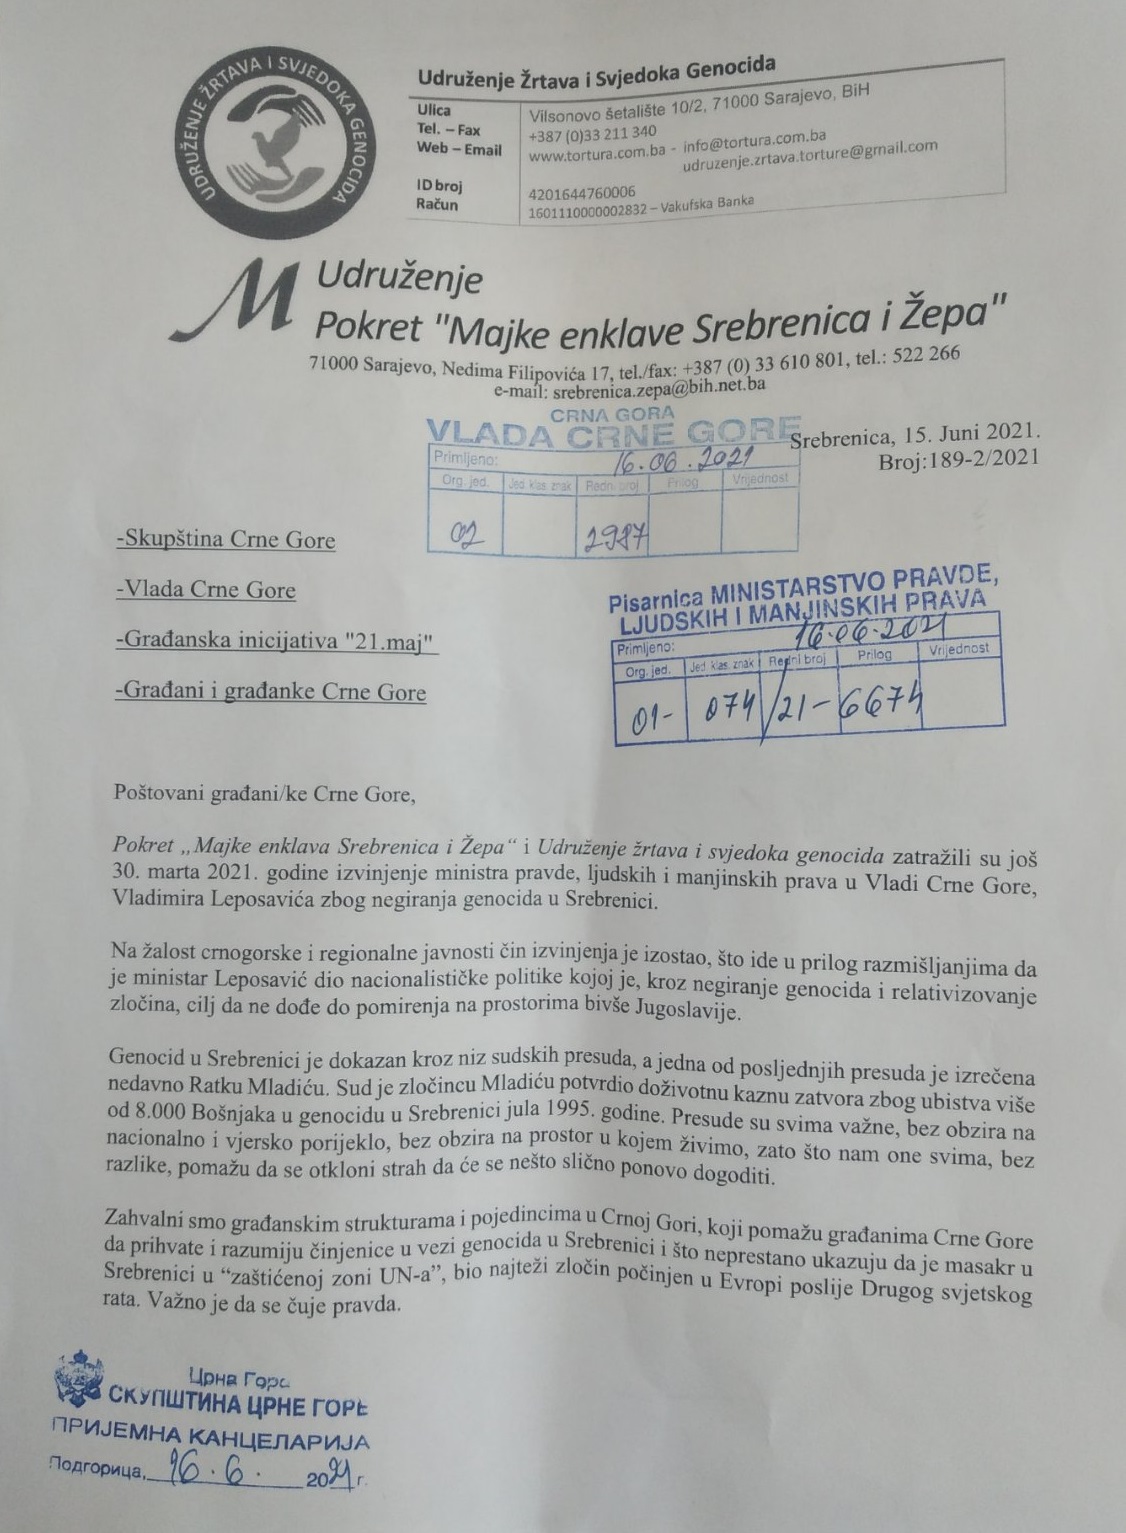 UDRUŽENJE ŽRTAVA I SVJEDOKA GENOCIDA
Udruženje Žrtava i Svjedoka Genocida
Ulica Vilsonovo šetalište 10/2, 71000 Sarajevo, BiH
Tel. – Fax +387 (0)33 211 340
Web – Email www.tortura.com.ba - info@tortura.com.ba
udruzenje.zrtava.torture@gmail.com
ID broj 4201644760006
Račun 1601110000002832 – Vakufska Banka
M Udruženje
Pokret "Majke enklave Srebrenica i Žepa"
71000 Sarajevo, Nedima Filipovića 17, tel./fax: +387 (0) 33 610 801, tel.: 522 266
e-mail: srebrenica.zepa@bih.net.ba
CRNA GORA
VLADA CRNE GORE
Primljeno: 16.06.2021
Org. jed. Jed. klas. znak Redni broj Prilog Vrijednost
02 2987
Srebrenica, 15. Juni 2021.
Broj:189-2/2021
-Skupština Crne Gore
-Vlada Crne Gore
-Građanska inicijativa "21.maj"
-Građani i građanke Crne Gore
Pisarnica MINISTARSTVO PRAVDE,
LJUDSKIH I MANJINSKIH PRAVA
Primljeno: 16.06.2021
Org. jed. Jed. klas. znak Redni broj Prilog Vrijednost
01- 074/21-6674
Poštovani građani/ke Crne Gore,
Pokret „Majke enklava Srebrenica i Žepa“ i Udruženje žrtava i svjedoka genocida zatražili su još
30. marta 2021. godine izvinjenje ministra pravde, ljudskih i manjinskih prava u Vladi Crne Gore,
Vladimira Leposavića zbog negiranja genocida u Srebrenici.
Na žalost crnogorske i regionalne javnosti čin izvinjenja je izostao, što ide u prilog razmišljanjima da
je ministar Leposavić dio nacionalističke politike kojoj je, kroz negiranje genocida i relativizovanje
zločina, cilj da ne dođe do pomirenja na prostorima bivše Jugoslavije.
Genocid u Srebrenici je dokazan kroz niz sudskih presuda, a jedna od posljednjih presuda je izrečena
nedavno Ratku Mladiću. Sud je zločincu Mladiću potvrdio doživotnu kaznu zatvora zbog ubistva više
od 8.000 Bošnjaka u genocidu u Srebrenici jula 1995. godine. Presude su svima važne, bez obzira na
nacionalno i vjersko porijeklo, bez obzira na prostor u kojem živimo, zato što nam one svima, bez
razlike, pomažu da se otkloni strah da će se nešto slično ponovo dogoditi.
Zahvalni smo građanskim strukturama i pojedincima u Crnoj Gori, koji pomažu građanima Crne Gore
da prihvate i razumiju činjenice u vezi genocida u Srebrenici i što neprestano ukazuju da je masakr u
Srebrenici u “zaštićenoj zoni UN-a”, bio najteži zločin počinjen u Evropi poslije Drugog svjetskog
rata. Važno je da se čuje pravda.
Црна Гора
СКУПШТИНА ЦРНЕ ГОРЕ
ПРИЈЕМНА КАНЦЕЛАРИЈА
Подгорица, 16.6. 2021 г.